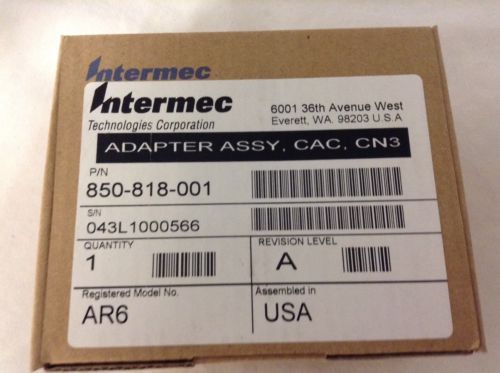 Intermec
Intermec
Technologies Corporation
6001 36th Avenue West
Everett, WA. 98203 U S A
ADAPTER ASSY, CAC, CN3
P/N
850-818-001
S/N
043L1000566
QUANTITY
1
REVISION LEVEL
A
Registered Model No.
AR6
Assembled in
USA